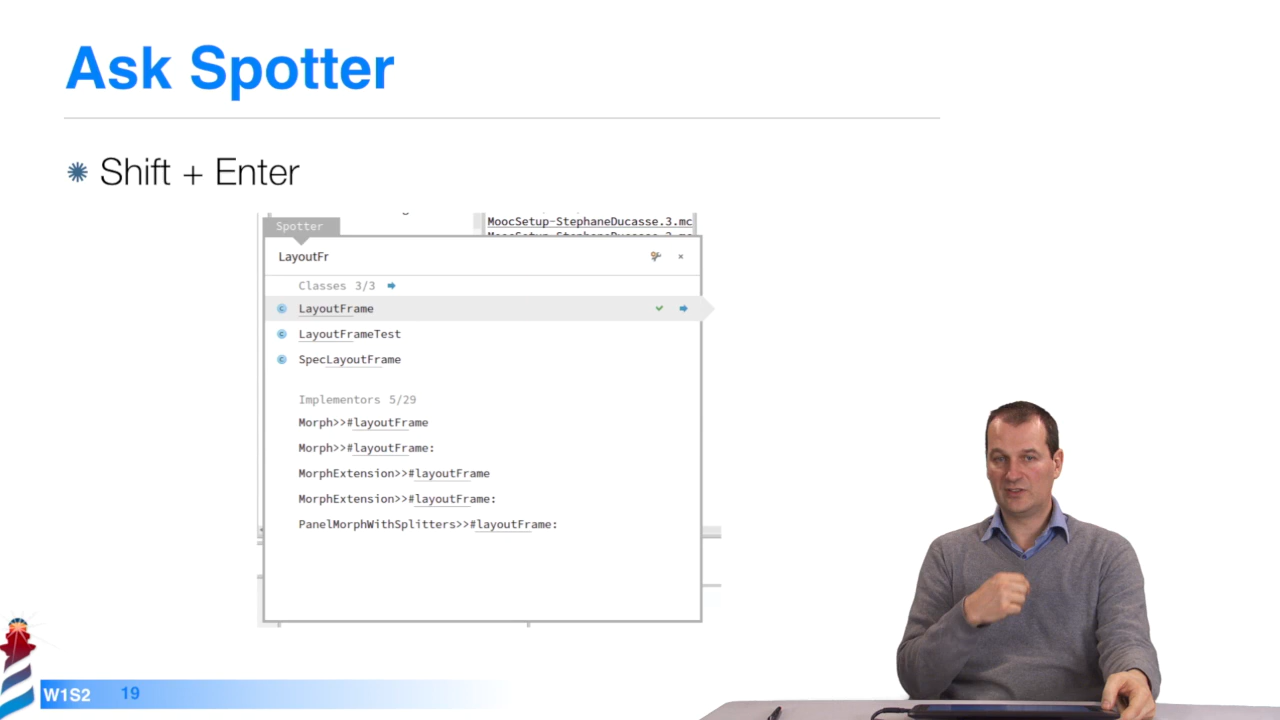 Ask Spotter
Shift + Enter
MoocSetup-StephaneDucasse.3.mc
Spotter
LayoutFr
Classes 3/3
LayoutFrame
LayoutFrameTest
SpecLayoutFrame
Implementors 5/29
Morph>>#layoutFrame
Morph>>#layoutFrame:
MorphExtension>>#layoutFrame
MorphExtension>>#layoutFrame:
PanelMorphWithSplitters>>#layoutFrame:
W1S2 19